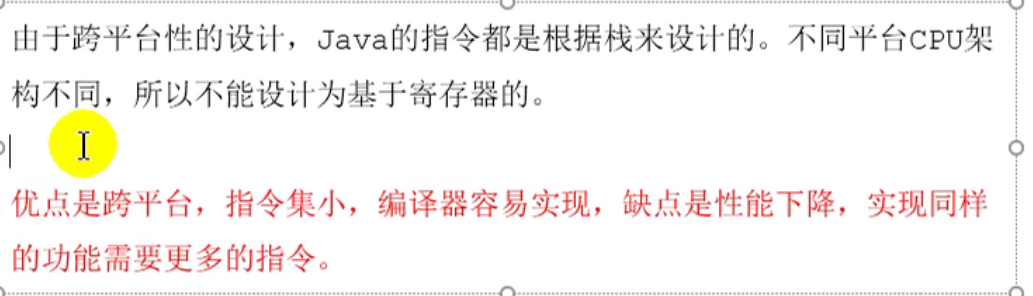 由于跨平台性的设计，Java的指令都是根据栈来设计的。不同平台CPU架
构不同，所以不能设计为基于寄存器的。
优点是跨平台，指令集小，编译器容易实现，缺点是性能下降，实现同样
的功能需要更多的指令。